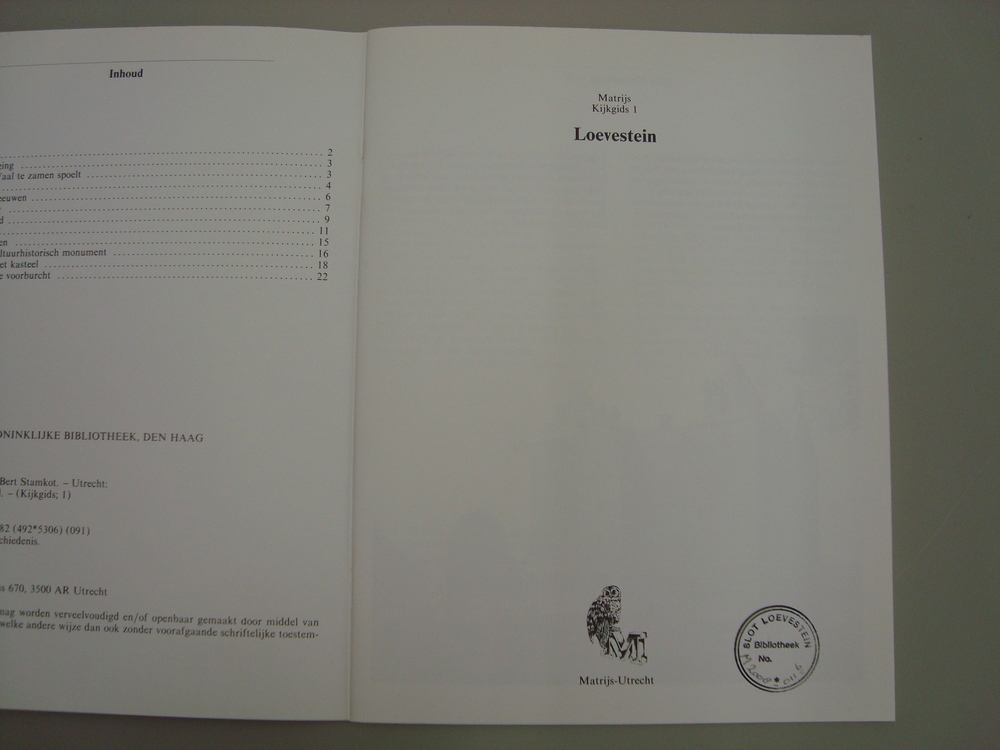 Inhoud
........ 2
ging ........ 3
aal te zamen spoelt ........ 3
........ 4
eeuwen ........ 6
........ 7
d ........ 9
........ 11
en ........ 15
ltuurhistorisch monument ........ 16
et kasteel ........ 18
e voorburcht ........ 22
ONINKLIJKE BIBLIOTHEEK, DEN HAAG
Bert Stamkot. – Utrecht:
. – (Kijkgids; 1)
82 (492*5306) (091)
chiedenis.
s 670, 3500 AR Utrecht
mag worden verveelvoudigd en/of openbaar gemaakt door middel van
welke andere wijze dan ook zonder voorafgaande schriftelijke toestem-
Matrijs
Kijkgids 1
Loevestein
Mj
Matrijs-Utrecht
SLOT LOEVESTEIN
Bibliotheek
No.